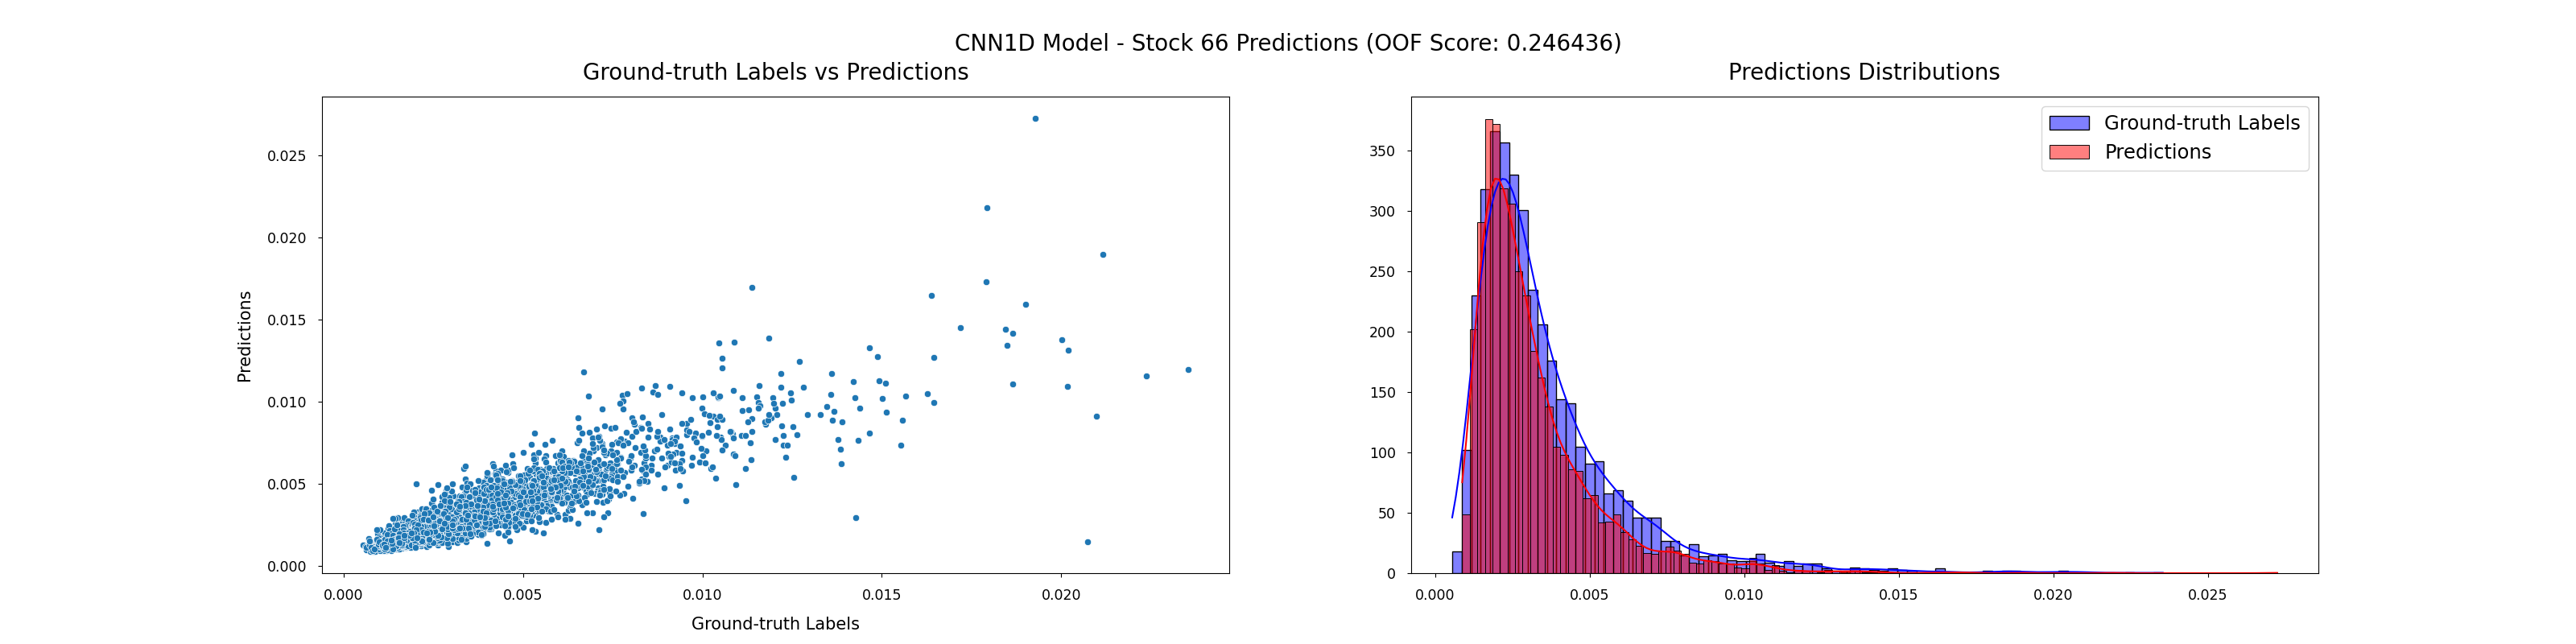 CNN1D Model - Stock 66 Predictions (OOF Score: 0.246436)
Ground-truth Labels vs Predictions
Predictions
0.025
0.020
0.015
0.010
0.005
0.000
0.000 0.005 0.010 0.015 0.020
Ground-truth Labels
Predictions Distributions
Ground-truth Labels
Predictions
350
300
250
200
150
100
50
0
0.000 0.005 0.010 0.015 0.020 0.025